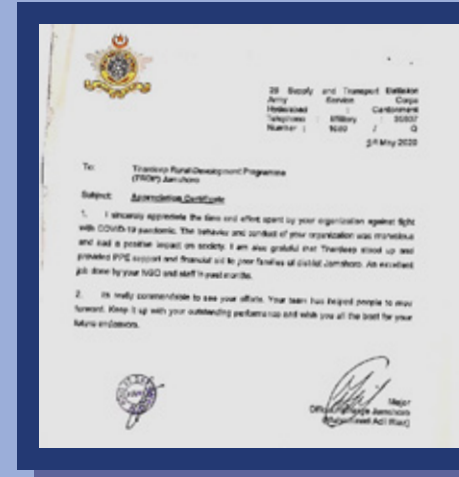 28 Supply and Transport Battalion
Army Service Corps
Hyderabad : Cantonment
Telephone : Military :
Number : / Q
May 2020
To: Thardeep Rural Development Programme
(TRDP) Jamshoro
Subject: Appreciation Certificate
1. I sincerely appreciate the time and effort spent by your organization against fight
with COVID-19 pandemic. The behavior and conduct of your organization was marvelous
and had a positive impact on society. I am also grateful that Thardeep stood up and
provided PPE support and financial aid to poor families of district Jamshoro. An excellent
job done by your NGO and staff in past months.
2. Its really commendable to see your efforts. Your team has helped people to move
forward. Keep it up with your outstanding performance and wish you all the best for your
future endeavors.
Major
Officer Incharge Jamshoro
(Muhammad Adil Riaz)